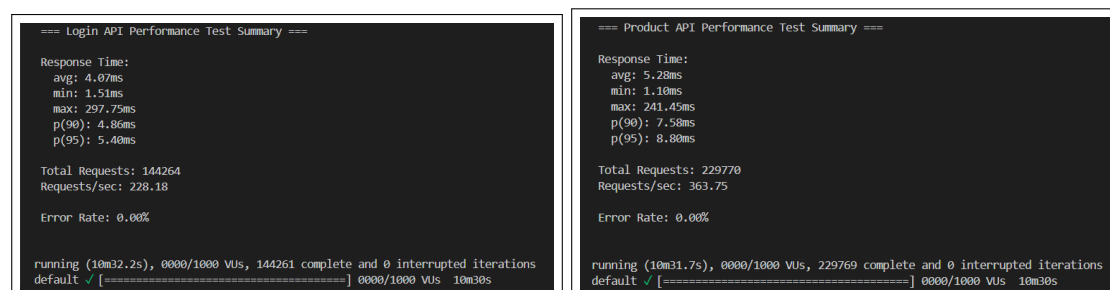 === Login API Performance Test Summary ===
Response Time:
avg: 4.07ms
min: 1.51ms
max: 297.75ms
p(90): 4.86ms
p(95): 5.40ms
Total Requests: 144264
Requests/sec: 228.18
Error Rate: 0.00%
running (10m32.2s), 0000/1000 VUs, 144261 complete and 0 interrupted iterations
default ✓ [======================================] 0000/1000 VUs  10m30s
=== Product API Performance Test Summary ===
Response Time:
avg: 5.28ms
min: 1.10ms
max: 241.45ms
p(90): 7.58ms
p(95): 8.80ms
Total Requests: 229770
Requests/sec: 363.75
Error Rate: 0.00%
running (10m31.7s), 0000/1000 VUs, 229769 complete and 0 interrupted iterations
default ✓ [======================================] 0000/1000 VUs  10m30s